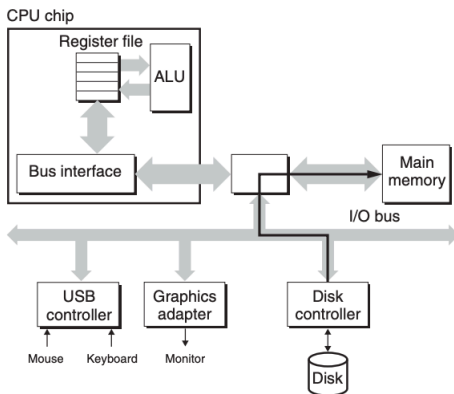 CPU chip
Register file
ALU
Bus interface
Main
memory
I/O bus
USB
controller
Graphics
adapter
Disk
controller
Mouse
Keyboard
Monitor
Disk